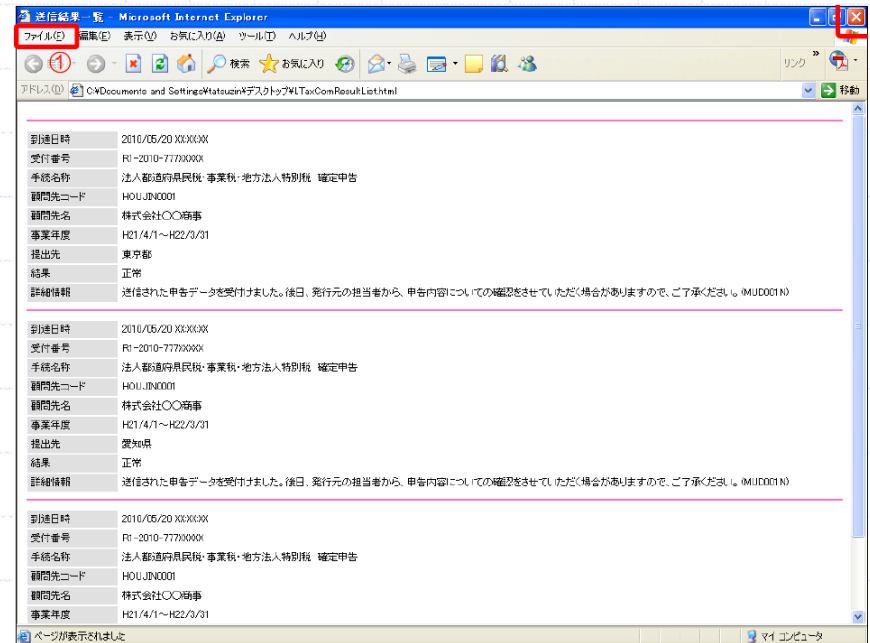 送信結果一覧 - Microsoft Internet Explorer
ファイル(F) 編集(E) 表示(V) お気に入り(A) ツール(T) ヘルプ(H)
① 検索 お気に入り リンク »
アドレス(D) C:¥Documents and Settings¥tatsuzin¥デスクトップ¥LTaxComResultList.html 移動
到達日時 2010/05/20 XX:XX:XX
受付番号 R1-2010-777XXXXX
手続名称 法人都道府県民税・事業税・地方法人特別税 確定申告
顧問先コード HOUJIN0001
顧問先名 株式会社〇〇商事
事業年度 H21/4/1～H22/3/31
提出先 東京都
結果 正常
詳細情報 送信された申告データを受付けました。後日、発行元の担当者から、申告内容についての確認をさせていただく場合がありますので、ご了承ください。(MUD001N)
到達日時 2010/05/20 XX:XX:XX
受付番号 R1-2010-777XXXXX
手続名称 法人都道府県民税・事業税・地方法人特別税 確定申告
顧問先コード HOUJIN0001
顧問先名 株式会社〇〇商事
事業年度 H21/4/1～H22/3/31
提出先 愛知県
結果 正常
詳細情報 送信された申告データを受付けました。後日、発行元の担当者から、申告内容についての確認をさせていただく場合がありますので、ご了承ください。(MUD001N)
到達日時 2010/05/20 XX:XX:XX
受付番号 R1-2010-777XXXXX
手続名称 法人都道府県民税・事業税・地方法人特別税 確定申告
顧問先コード HOUJIN0001
顧問先名 株式会社〇〇商事
事業年度 H21/4/1～H22/3/31
ページが表示されました マイ コンピュータ